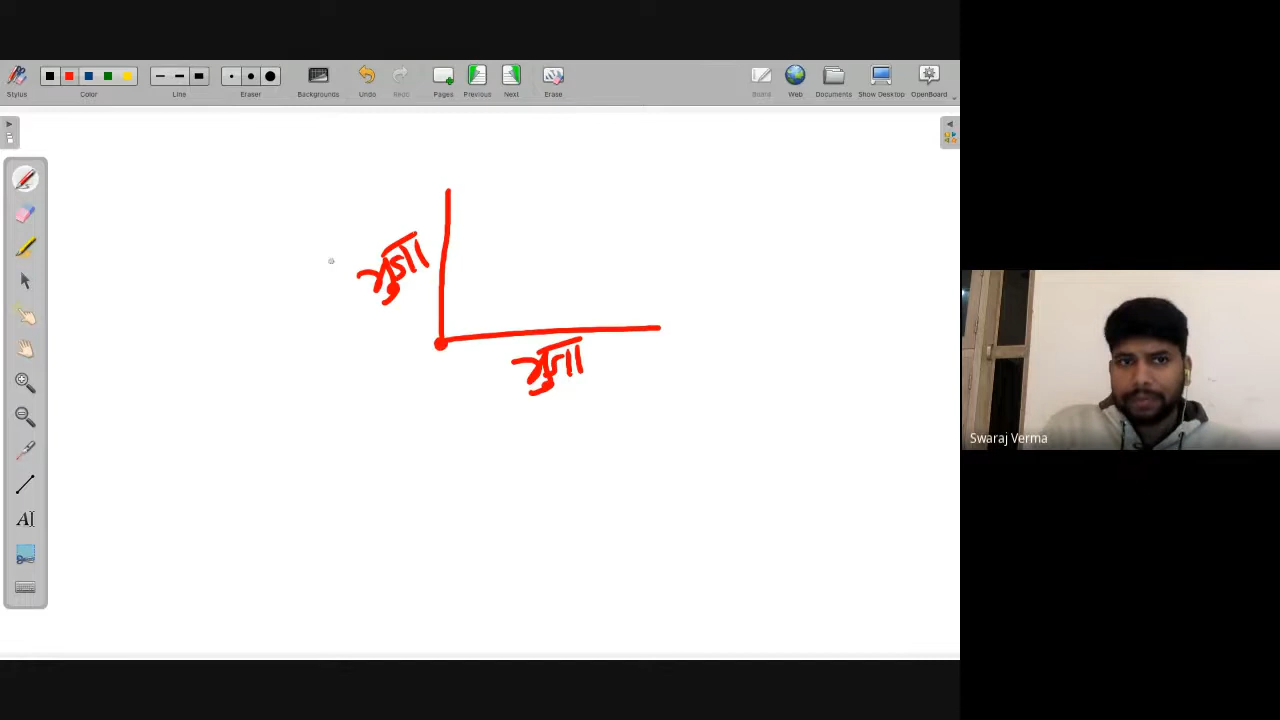 Stylus
Color
Line
Eraser
Backgrounds
Undo
Redo
Pages
Previous
Next
Erase
Board
Web
Documents
Show Desktop
OpenBoard
भुजा
भुजा
AI
Swaraj Verma